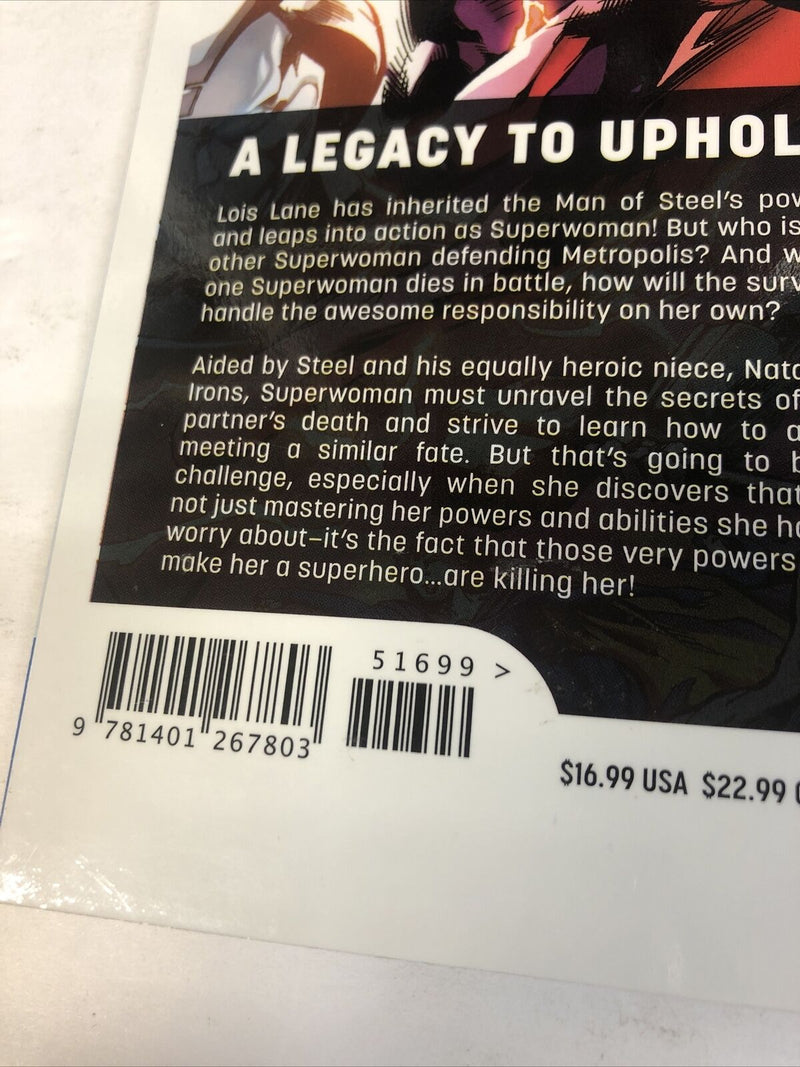 A LEGACY TO UPHOL
Lois Lane has inherited the Man of Steel's pow
and leaps into action as Superwoman! But who is
other Superwoman defending Metropolis? And w
one Superwoman dies in battle, how will the surv
handle the awesome responsibility on her own?
Aided by Steel and his equally heroic niece, Nata
Irons, Superwoman must unravel the secrets of
partner's death and strive to learn how to a
meeting a similar fate. But that's going to b
challenge, especially when she discovers that
not just mastering her powers and abilities she ha
worry about–it's the fact that those very powers
make her a superhero...are killing her!
51699 >
9 781401 267803
$16.99 USA $22.99 C